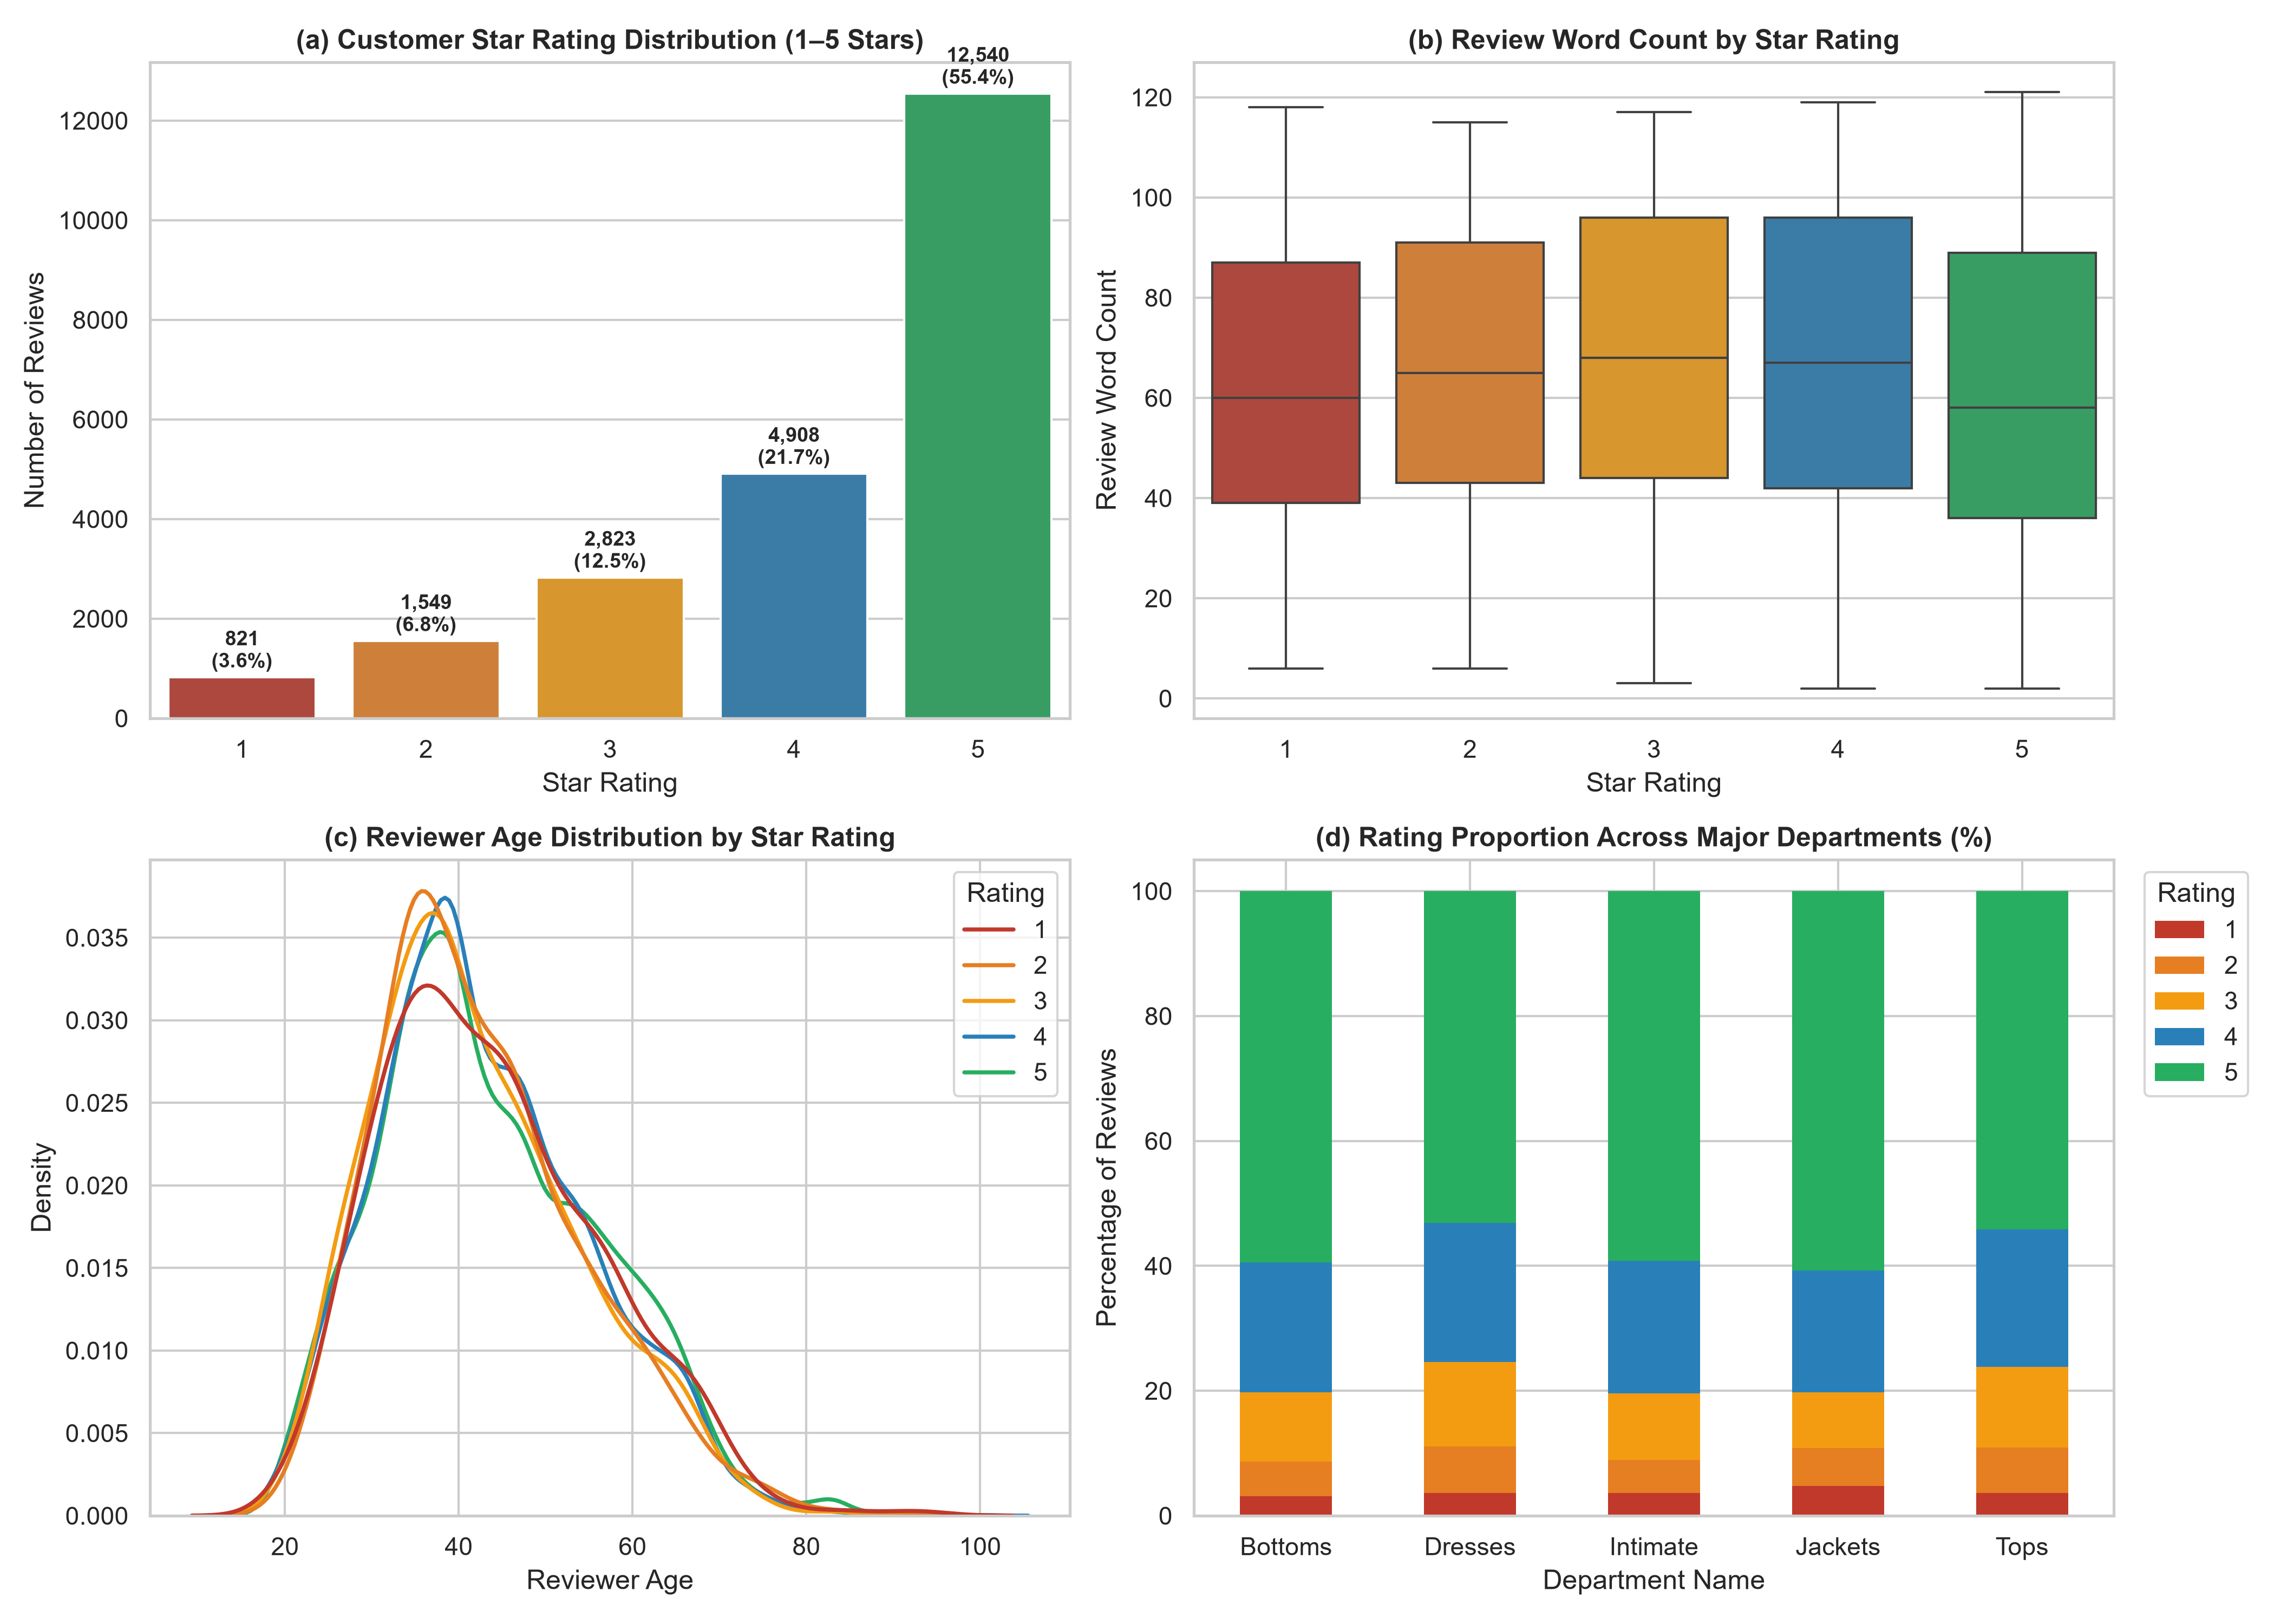 (a) Customer Star Rating Distribution (1–5 Stars)
12,540
(55.4%)
4,908
(21.7%)
2,823
(12.5%)
1,549
(6.8%)
821
(3.6%)
12000
10000
8000
6000
4000
2000
0
Number of Reviews
1 2 3 4 5
Star Rating
(b) Review Word Count by Star Rating
120
100
80
60
40
20
0
Review Word Count
1 2 3 4 5
Star Rating
(c) Reviewer Age Distribution by Star Rating
Rating
1
2
3
4
5
0.035
0.030
0.025
0.020
0.015
0.010
0.005
0.000
Density
20 40 60 80 100
Reviewer Age
(d) Rating Proportion Across Major Departments (%)
Rating
1
2
3
4
5
100
80
60
40
20
0
Percentage of Reviews
Bottoms Dresses Intimate Jackets Tops
Department Name